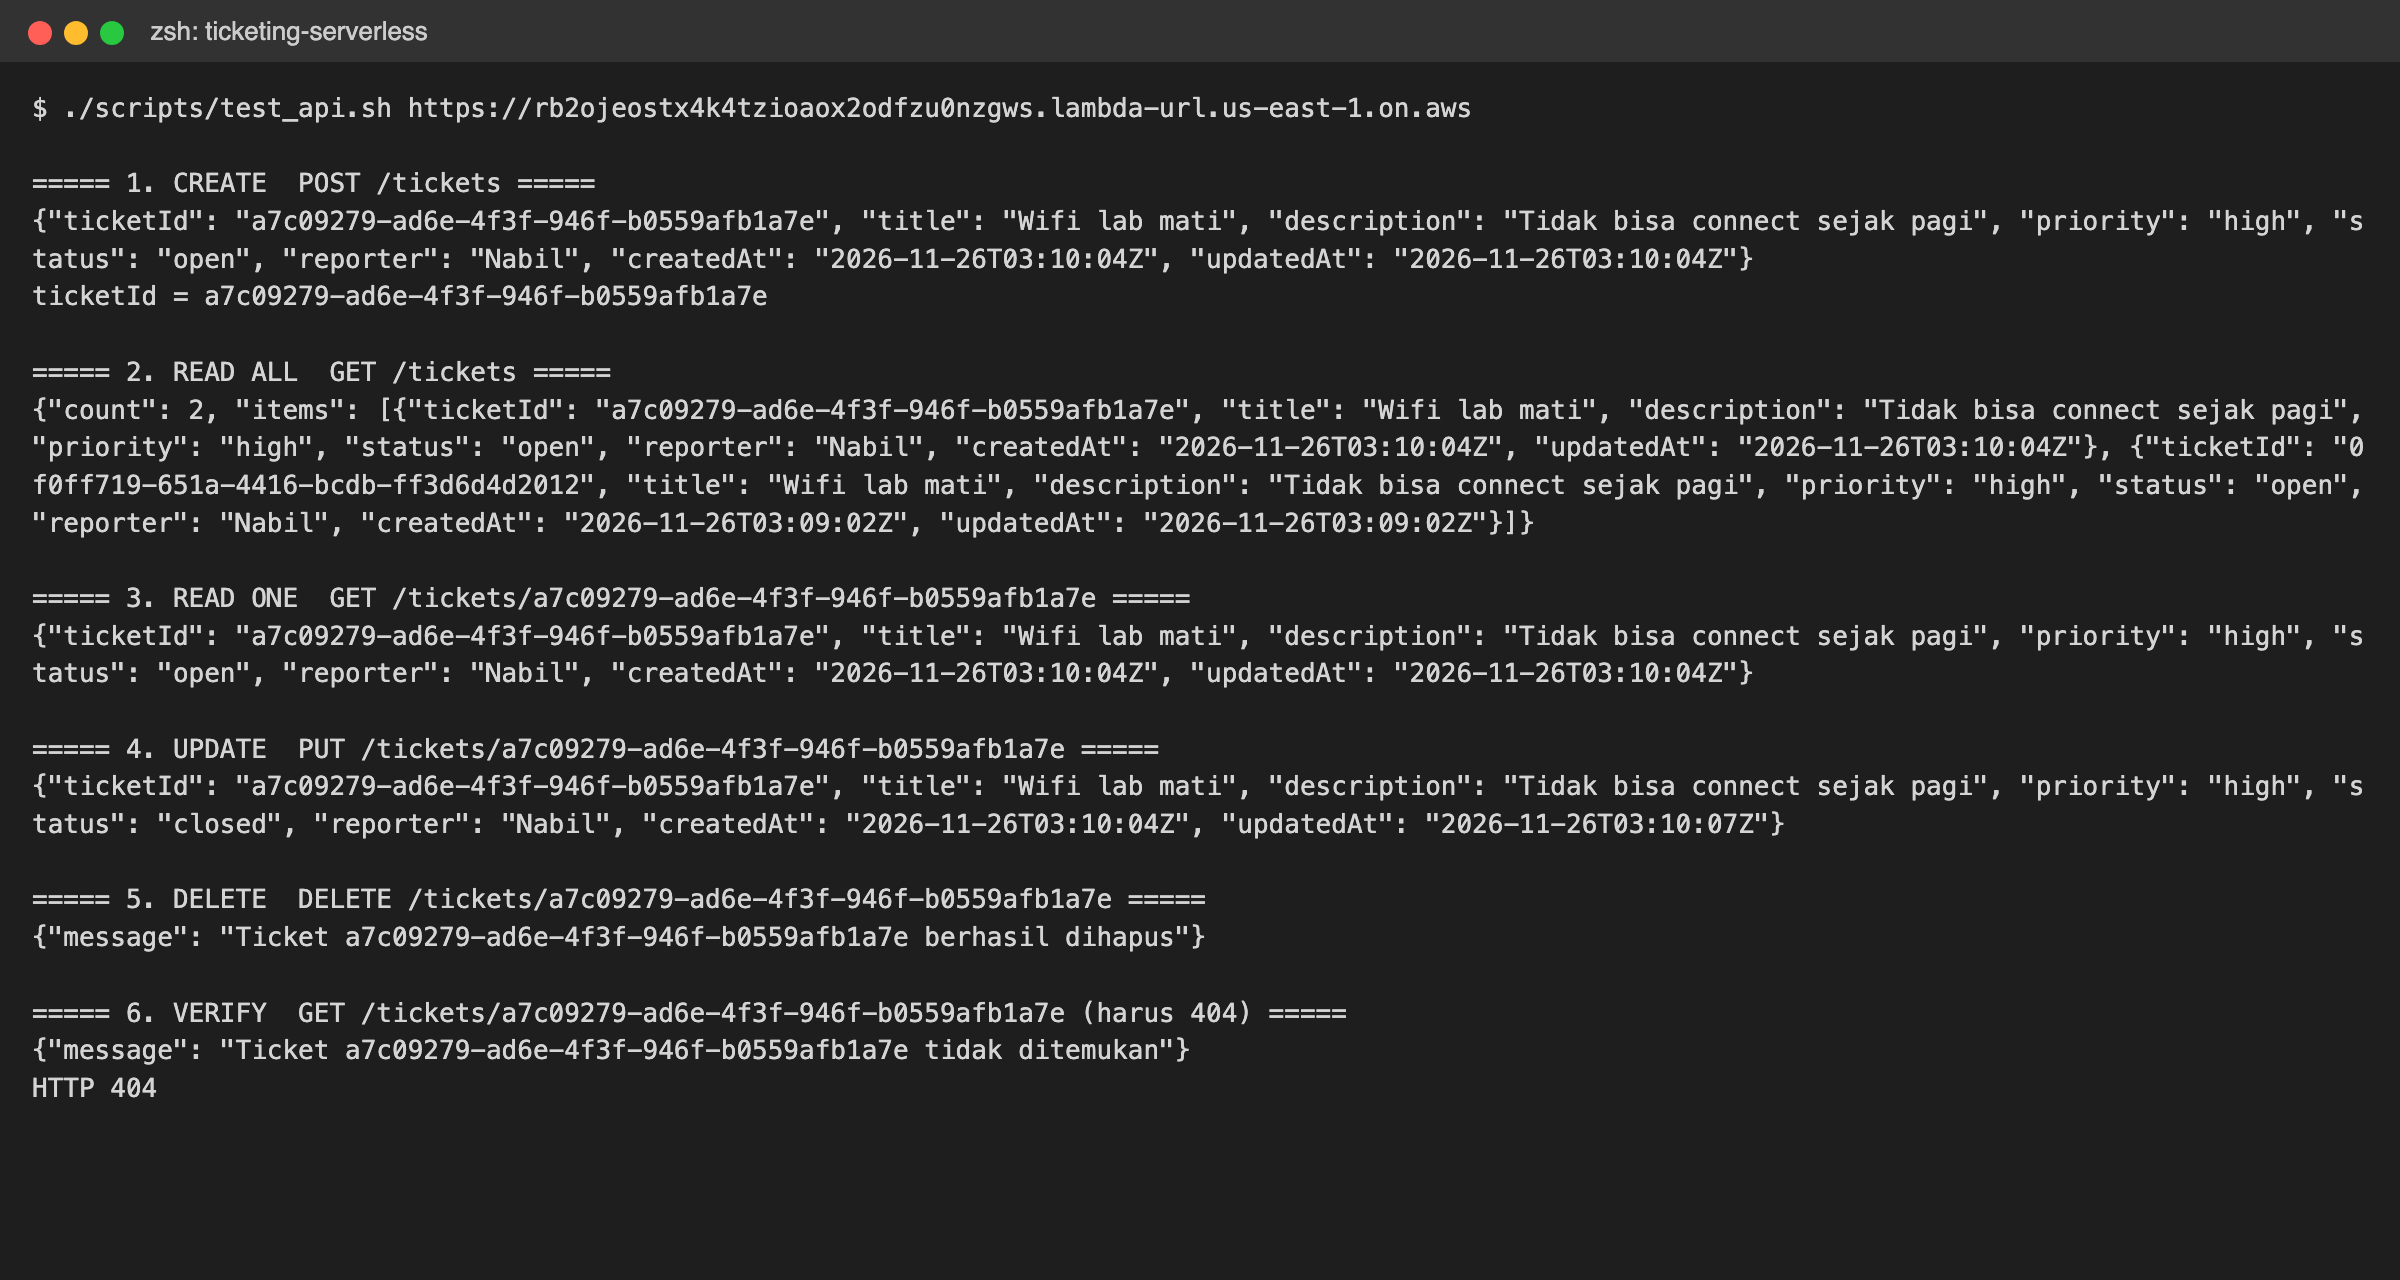 zsh: ticketing-serverless
$ ./scripts/test_api.sh https://rb2ojeostx4k4tzioaox2odfzu0nzgws.lambda-url.us-east-1.on.aws
===== 1. CREATE  POST /tickets =====
{"ticketId": "a7c09279-ad6e-4f3f-946f-b0559afb1a7e", "title": "Wifi lab mati", "description": "Tidak bisa connect sejak pagi", "priority": "high", "s
tatus": "open", "reporter": "Nabil", "createdAt": "2026-11-26T03:10:04Z", "updatedAt": "2026-11-26T03:10:04Z"}
ticketId = a7c09279-ad6e-4f3f-946f-b0559afb1a7e
===== 2. READ ALL  GET /tickets =====
{"count": 2, "items": [{"ticketId": "a7c09279-ad6e-4f3f-946f-b0559afb1a7e", "title": "Wifi lab mati", "description": "Tidak bisa connect sejak pagi",
"priority": "high", "status": "open", "reporter": "Nabil", "createdAt": "2026-11-26T03:10:04Z", "updatedAt": "2026-11-26T03:10:04Z"}, {"ticketId": "0
f0ff719-651a-4416-bcdb-ff3d6d4d2012", "title": "Wifi lab mati", "description": "Tidak bisa connect sejak pagi", "priority": "high", "status": "open",
"reporter": "Nabil", "createdAt": "2026-11-26T03:09:02Z", "updatedAt": "2026-11-26T03:09:02Z"}]}
===== 3. READ ONE  GET /tickets/a7c09279-ad6e-4f3f-946f-b0559afb1a7e =====
{"ticketId": "a7c09279-ad6e-4f3f-946f-b0559afb1a7e", "title": "Wifi lab mati", "description": "Tidak bisa connect sejak pagi", "priority": "high", "s
tatus": "open", "reporter": "Nabil", "createdAt": "2026-11-26T03:10:04Z", "updatedAt": "2026-11-26T03:10:04Z"}
===== 4. UPDATE  PUT /tickets/a7c09279-ad6e-4f3f-946f-b0559afb1a7e =====
{"ticketId": "a7c09279-ad6e-4f3f-946f-b0559afb1a7e", "title": "Wifi lab mati", "description": "Tidak bisa connect sejak pagi", "priority": "high", "s
tatus": "closed", "reporter": "Nabil", "createdAt": "2026-11-26T03:10:04Z", "updatedAt": "2026-11-26T03:10:07Z"}
===== 5. DELETE  DELETE /tickets/a7c09279-ad6e-4f3f-946f-b0559afb1a7e =====
{"message": "Ticket a7c09279-ad6e-4f3f-946f-b0559afb1a7e berhasil dihapus"}
===== 6. VERIFY  GET /tickets/a7c09279-ad6e-4f3f-946f-b0559afb1a7e (harus 404) =====
{"message": "Ticket a7c09279-ad6e-4f3f-946f-b0559afb1a7e tidak ditemukan"}
HTTP 404